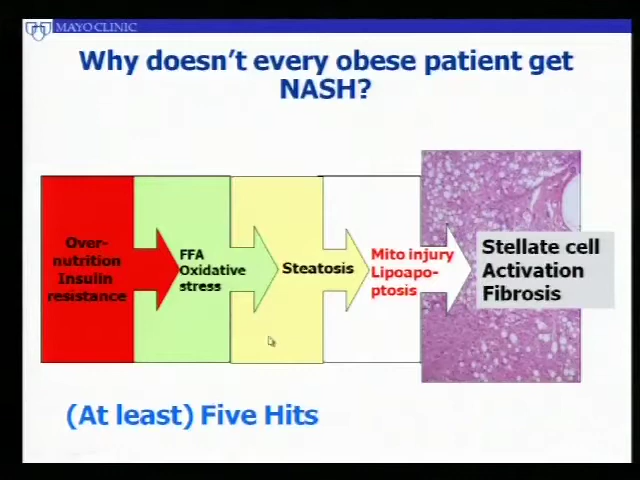 MAYO CLINIC
Why doesn't every obese patient get
NASH?
Over-
nutrition
Insulin
resistance
FFA
Oxidative
stress
Steatosis
Mito injury
Lipoapo-
ptosis
Stellate cell
Activation
Fibrosis
(At least) Five Hits